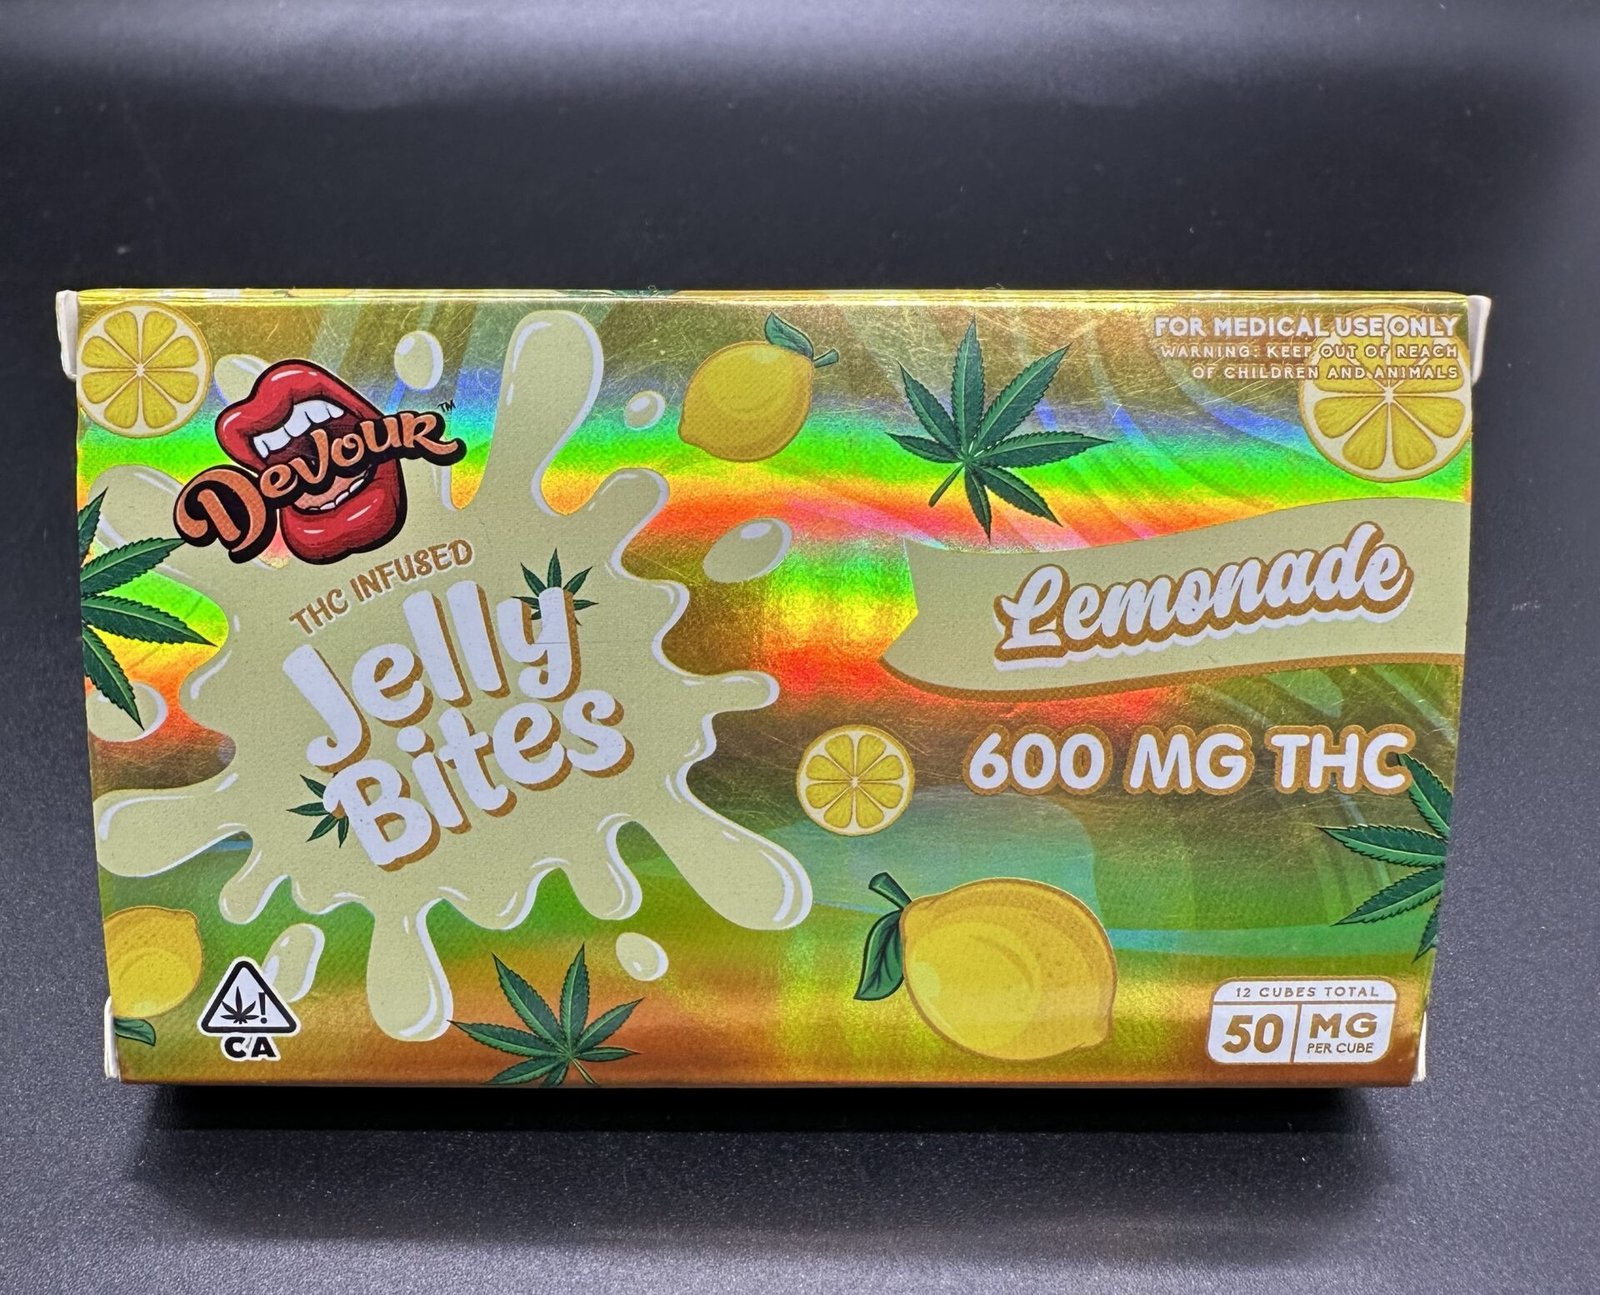 Devour™
THC INFUSED
Jelly
Bites
CA
FOR MEDICAL USE ONLY
WARNING: KEEP OUT OF REACH
OF CHILDREN AND ANIMALS
Lemonade
600 MG THC
12 CUBES TOTAL
50 MG
PER CUBE